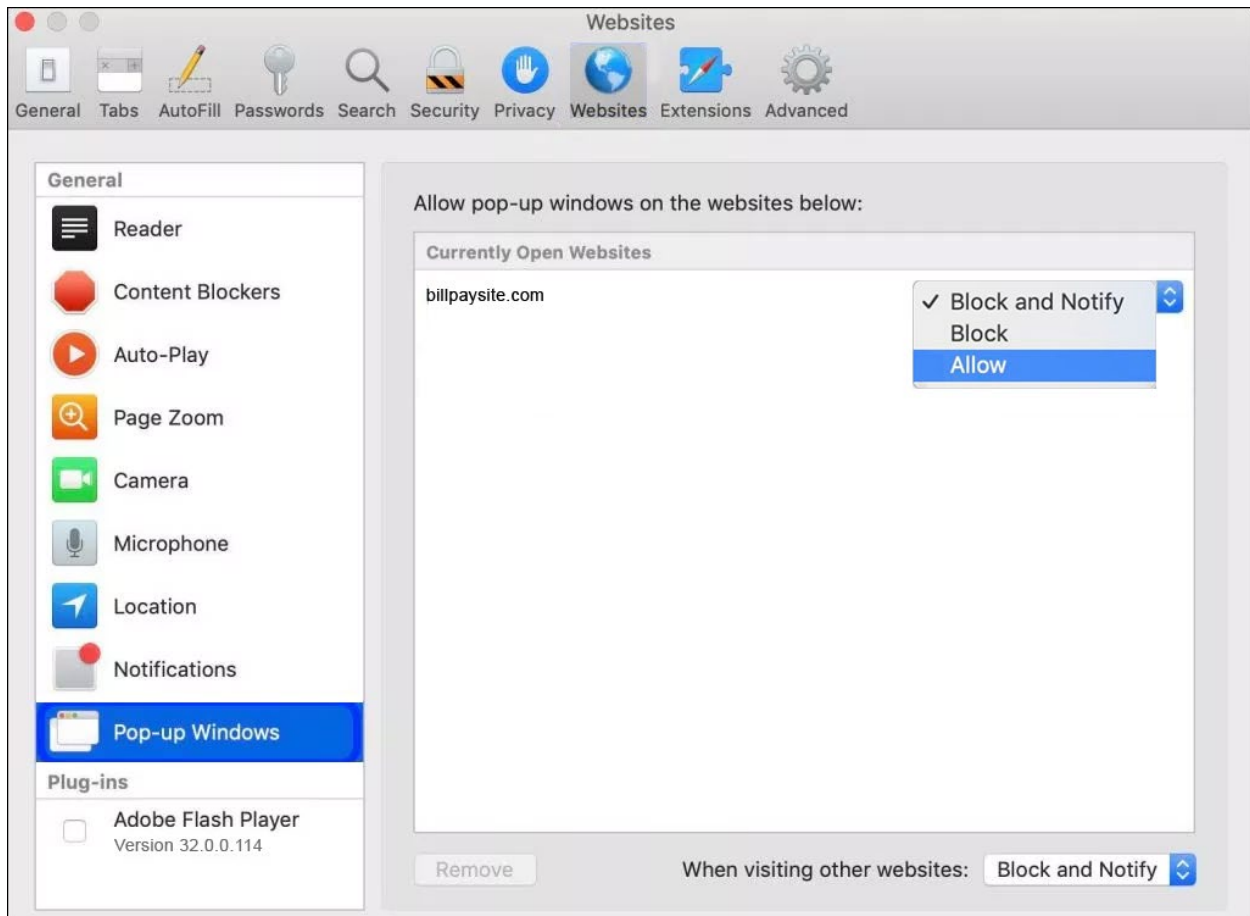 Websites
General Tabs AutoFill Passwords Search Security Privacy Websites Extensions Advanced
General
Reader
Content Blockers
Auto-Play
Page Zoom
Camera
Microphone
Location
Notifications
Pop-up Windows
Plug-ins
Adobe Flash Player
Version 32.0.0.114
Allow pop-up windows on the websites below:
Currently Open Websites
billpaysite.com
✓ Block and Notify
Block
Allow
Remove
When visiting other websites: Block and Notify